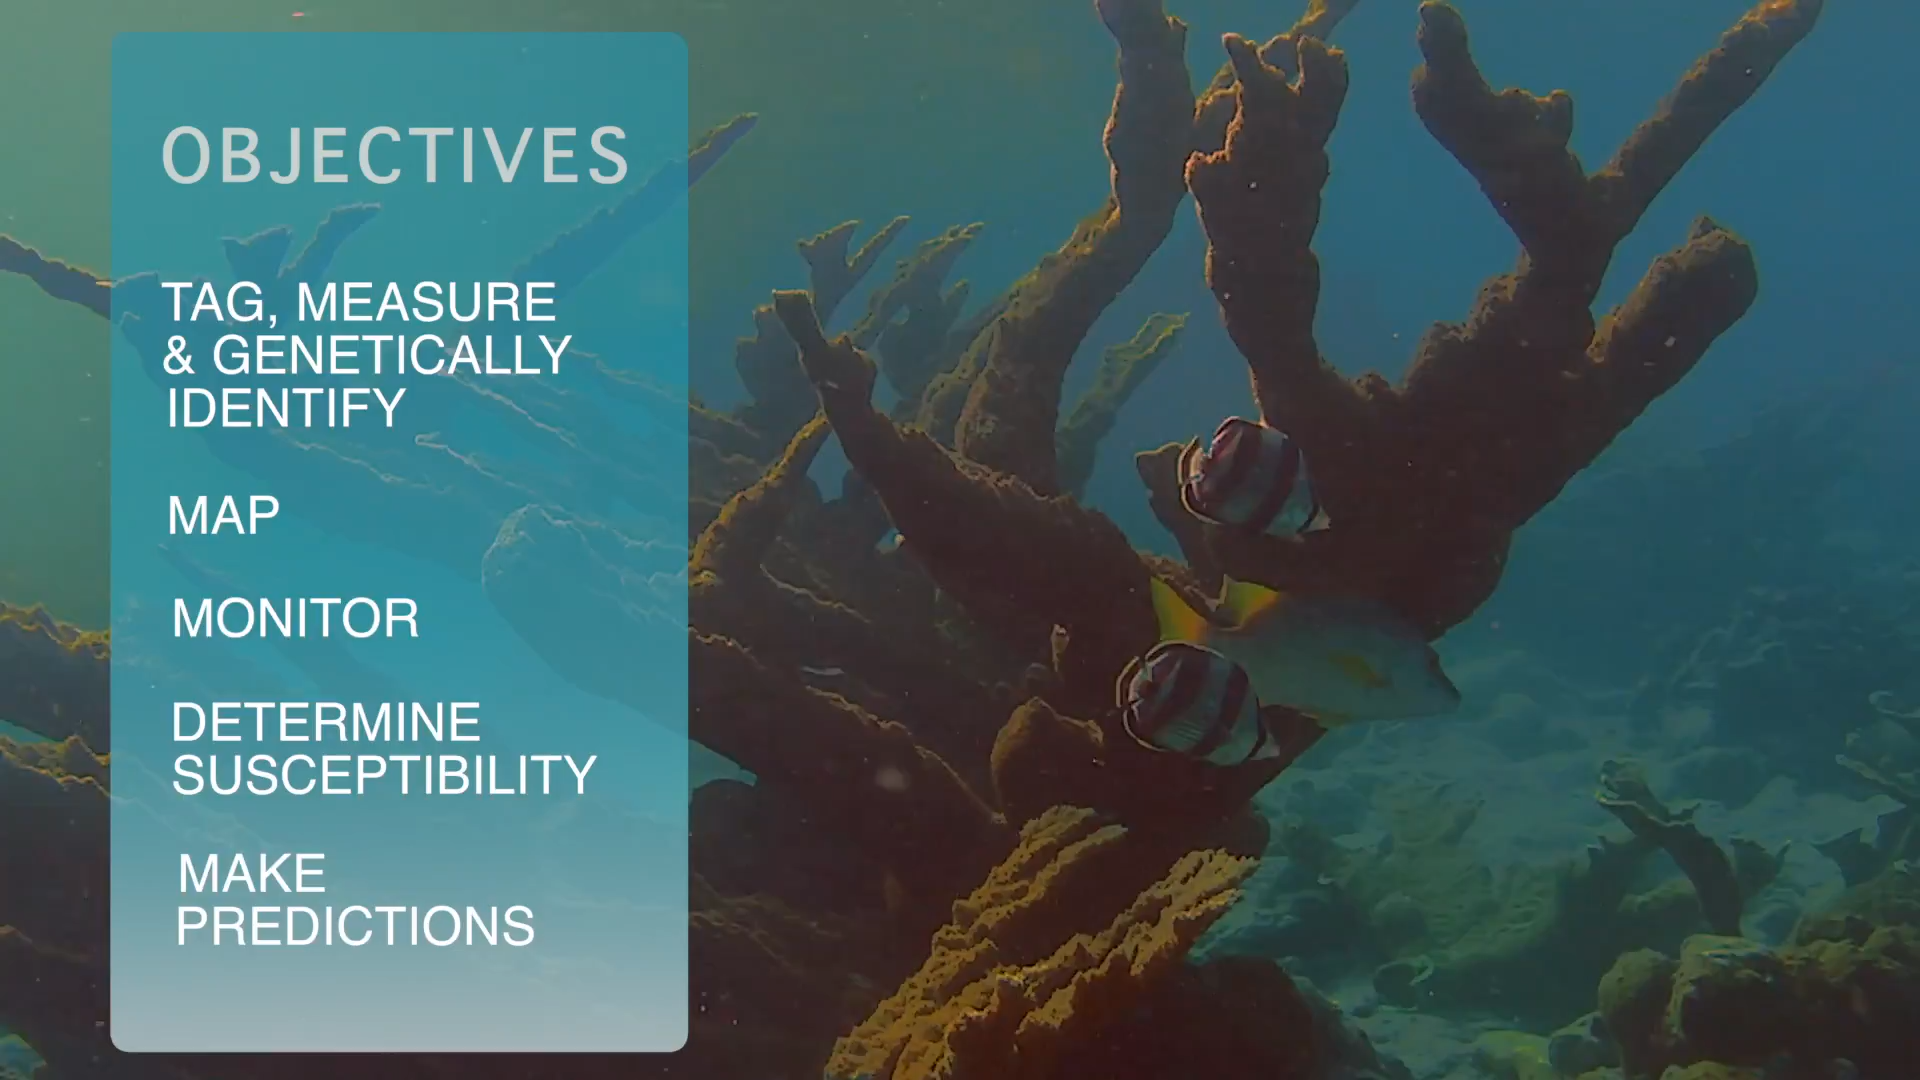 OBJECTIVES
TAG, MEASURE
& GENETICALLY
IDENTIFY
MAP
MONITOR
DETERMINE
SUSCEPTIBILITY
MAKE
PREDICTIONS